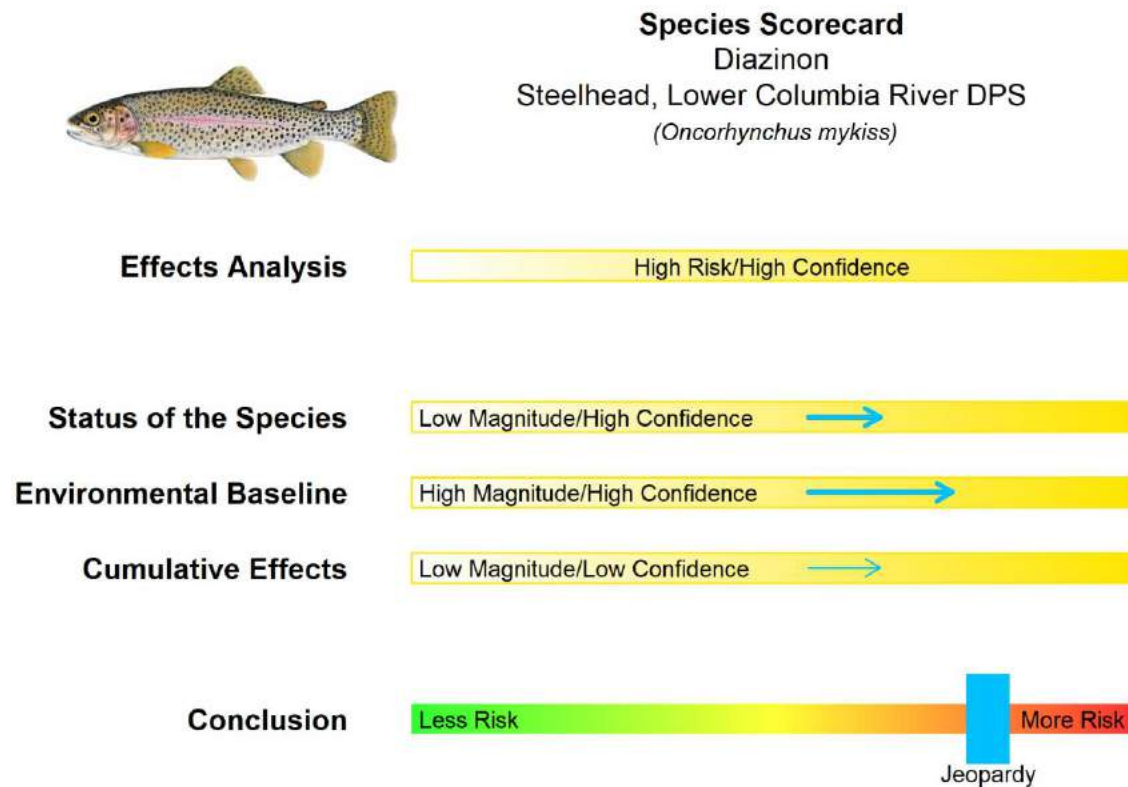 Species Scorecard
Diazinon
Steelhead, Lower Columbia River DPS
(Oncorhynchus mykiss)
Effects Analysis
High Risk/High Confidence
Status of the Species
Low Magnitude/High Confidence
Environmental Baseline
High Magnitude/High Confidence
Cumulative Effects
Low Magnitude/Low Confidence
Conclusion
Less Risk
More Risk
Jeopardy